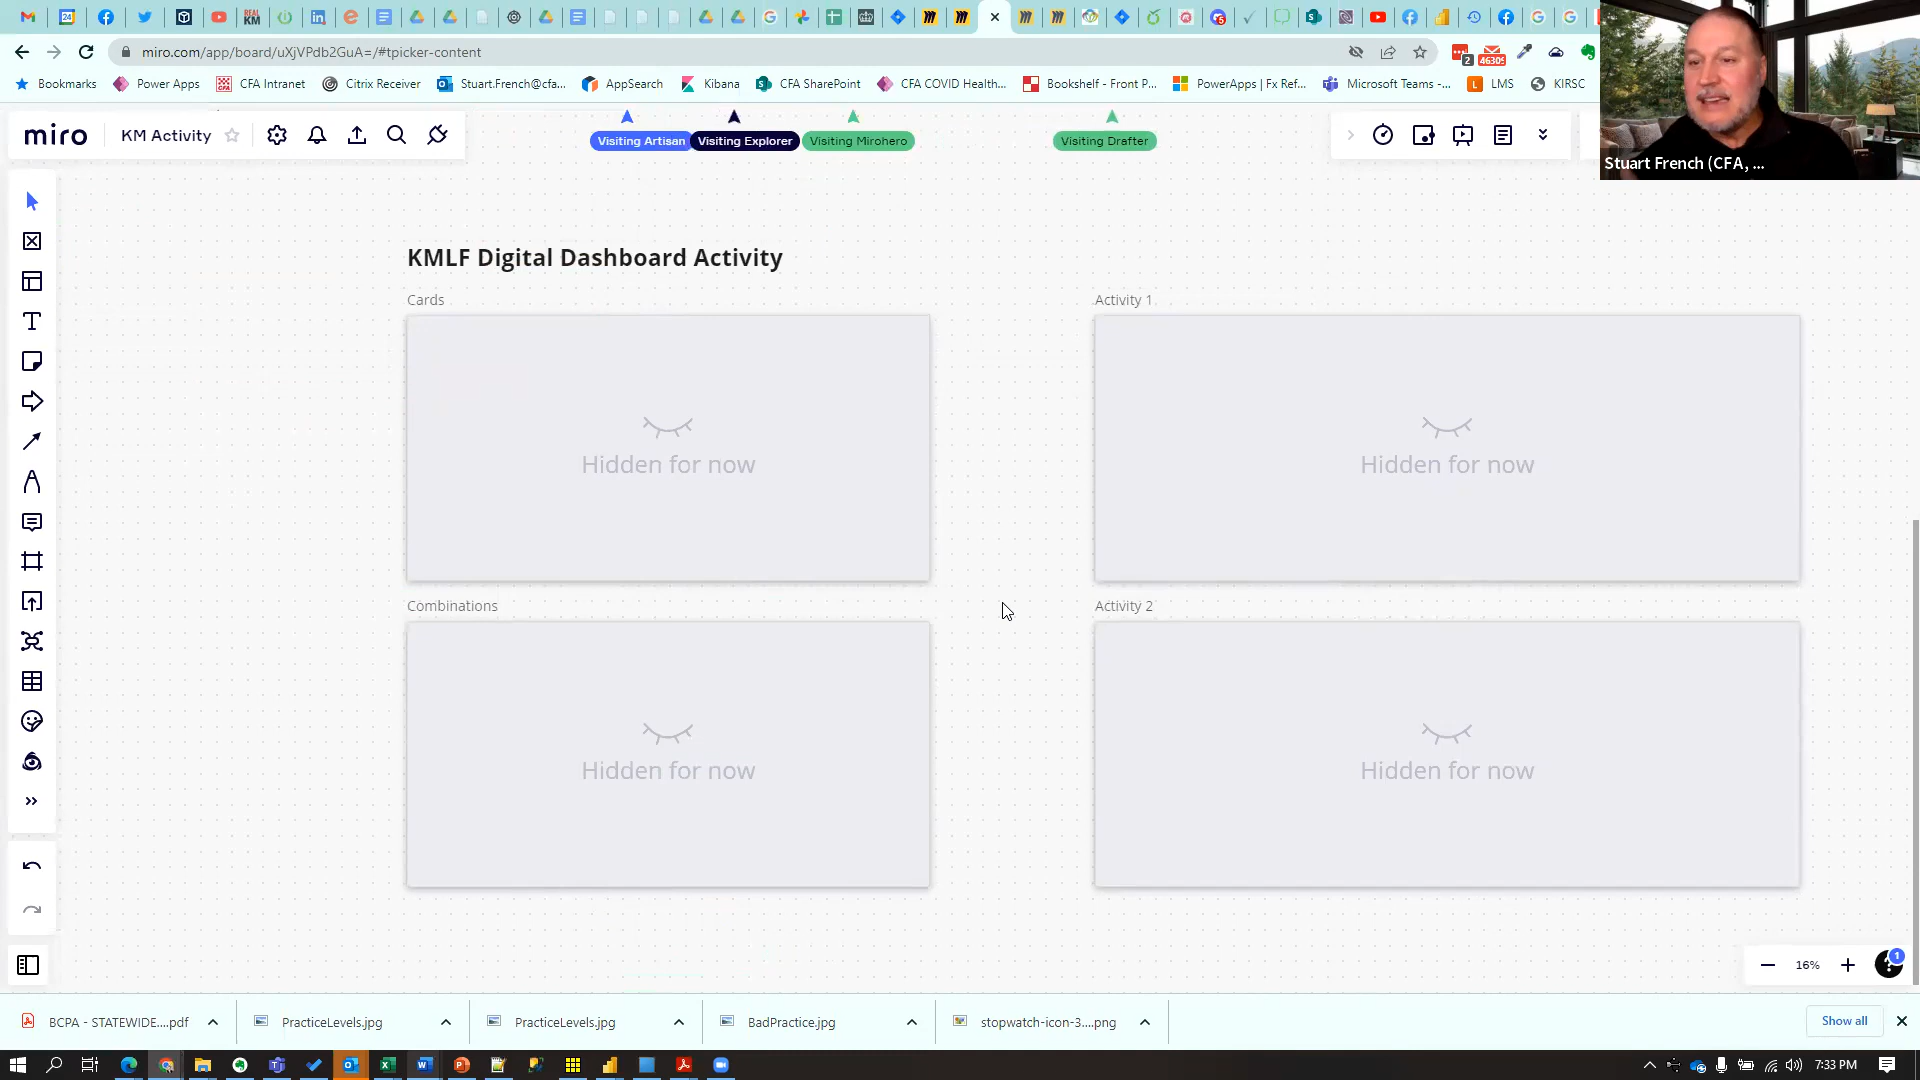 miro.com/app/board/uXjVPdb2GuA=/#tpicker-content
2
46305
Bookmarks
Power Apps
CFA Intranet
Citrix Receiver
Stuart.French@cfa...
AppSearch
Kibana
CFA SharePoint
CFA COVID Health...
Bookshelf - Front P...
PowerApps | Fx Ref...
Microsoft Teams -...
LMS
KIRSC
miro
KM Activity
Visiting Artisan
Visiting Explorer
Visiting Mirohero
Visiting Drafter
Stuart French (CFA, ...
KMLF Digital Dashboard Activity
Cards
Activity 1
Hidden for now
Hidden for now
Combinations
Activity 2
Hidden for now
Hidden for now
16%
1
BCPA - STATEWIDE....pdf
PracticeLevels.jpg
PracticeLevels.jpg
BadPractice.jpg
stopwatch-icon-3....png
Show all
7:33 PM